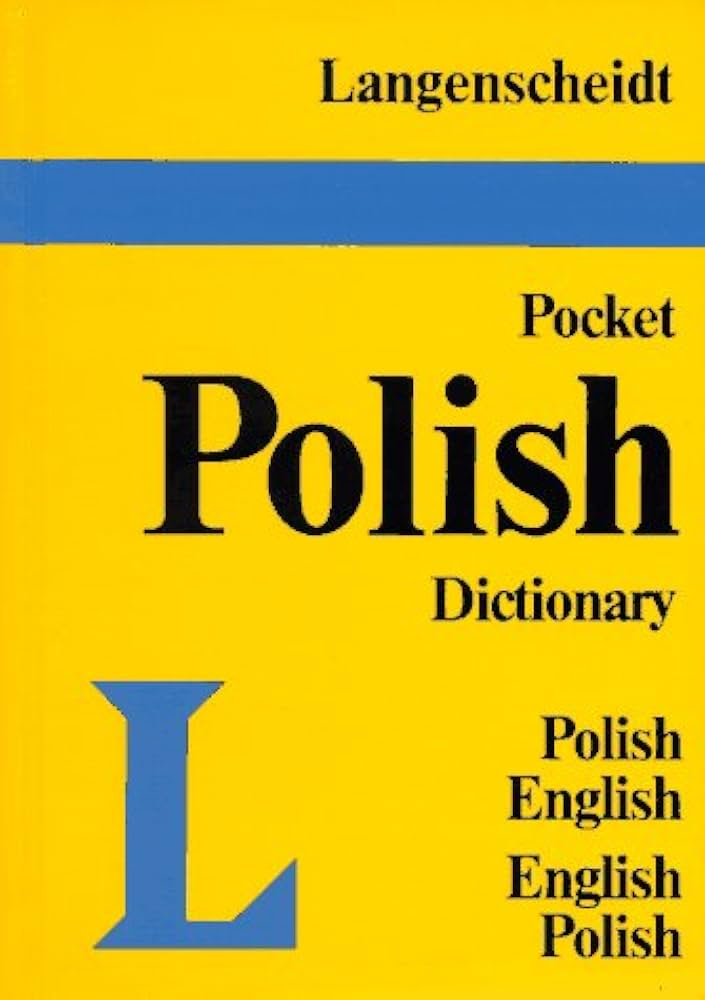 Langenscheidt
Pocket
Polish
Dictionary
L
Polish
English
English
Polish